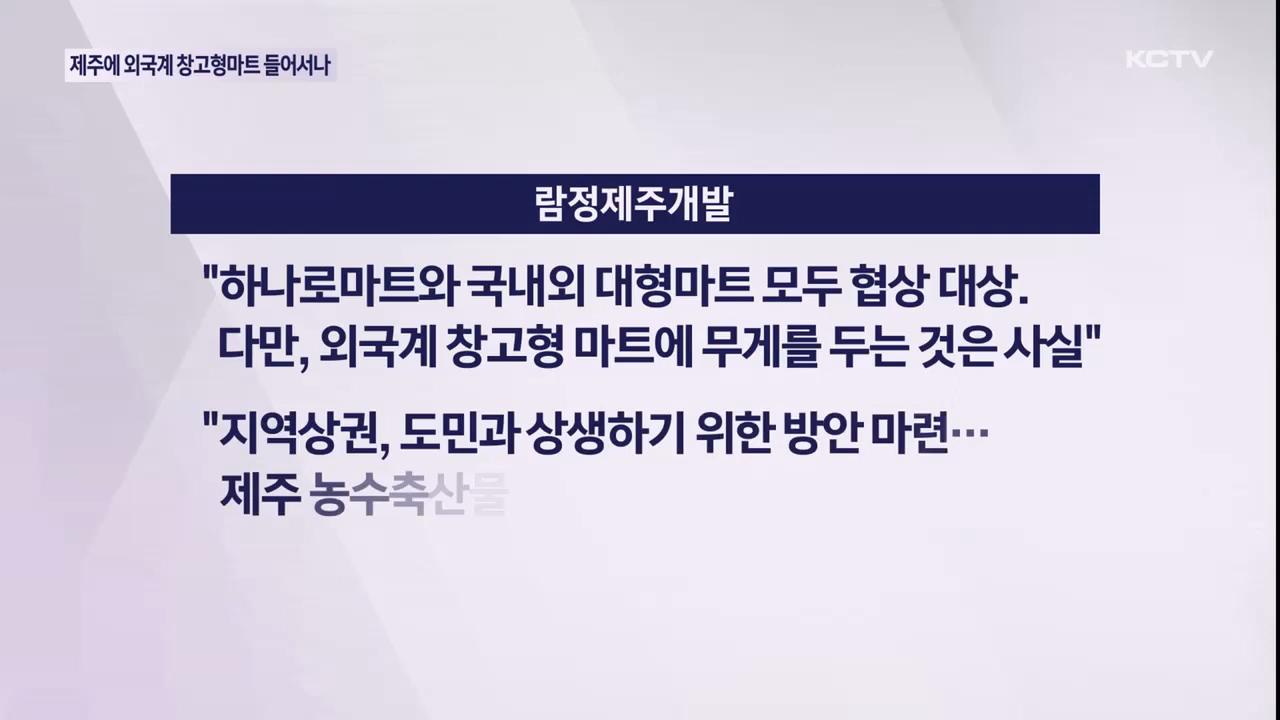 제주에 외국계 창고형마트 들어서나
KCTV
람정제주개발
"하나로마트와 국내외 대형마트 모두 협상 대상.
다만, 외국계 창고형 마트에 무게를 두는 것은 사실"
"지역상권, 도민과 상생하기 위한 방안 마련…
제주 농수축산물